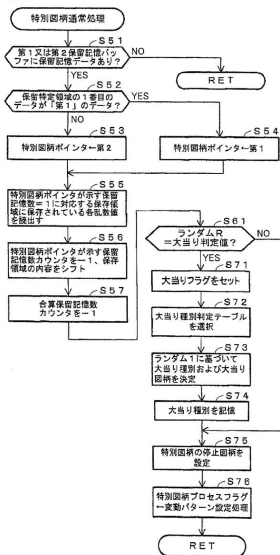 特別図柄通常処理
S51
第1又は第2保留記憶バッ
ファに保留記憶データあり?
NO
RET
YES
S52
保留特定領域の1番目の
データが「第1」のデータ?
YES
NO
S53
特別図柄ポインタ←第2
S54
特別図柄ポインタ←第1
S55
特別図柄ポインタが示す保留
記憶数=1に対応する保存領
域に保存されている各乱数値
を読出す
S56
特別図柄ポインタが示す保留
記憶数カウンタを-1、保存
領域の内容をシフト
S57
合算保留記憶数
カウンタを-1
S61
ランダムR
=大当り判定値?
NO
YES
S71
大当りフラグをセット
S72
大当り種別判定テーブル
を選択
S73
ランダム1に基づいて
大当り種別および大当り
図柄を決定
S74
大当り種別を記憶
S75
特別図柄の停止図柄を
設定
S76
特別図柄プロセスフラグ
←変動パターン設定処理
RET